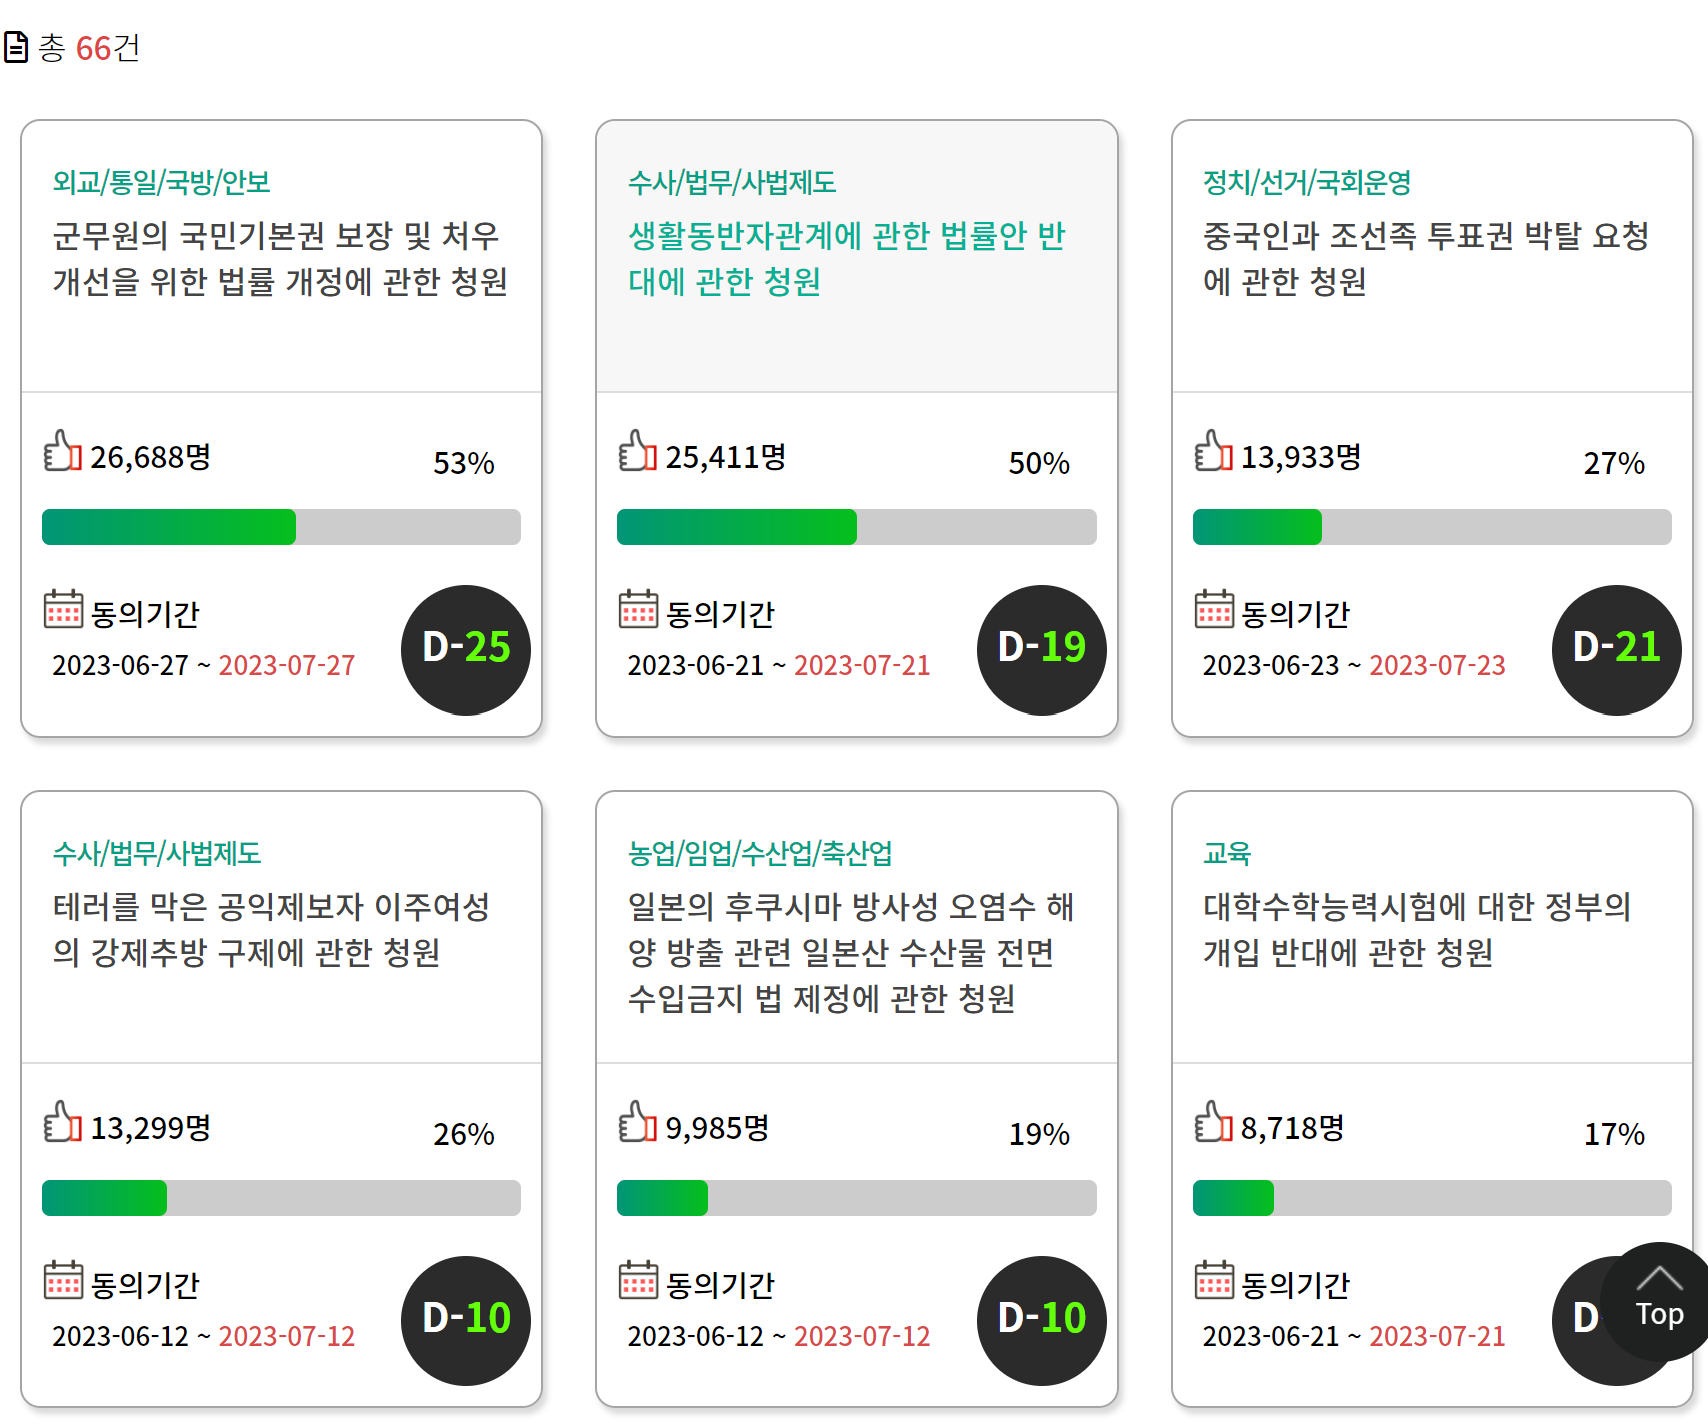 총 66건
외교/통일/국방/안보
군무원의 국민기본권 보장 및 처우
개선을 위한 법률 개정에 관한 청원
26,688명
53%
동의기간
2023-06-27 ~ 2023-07-27
D-25
수사/법무/사법제도
생활동반자관계에 관한 법률안 반
대에 관한 청원
25,411명
50%
동의기간
2023-06-21 ~ 2023-07-21
D-19
정치/선거/국회운영
중국인과 조선족 투표권 박탈 요청
에 관한 청원
13,933명
27%
동의기간
2023-06-23 ~ 2023-07-23
D-21
수사/법무/사법제도
테러를 막은 공익제보자 이주여성
의 강제추방 구제에 관한 청원
13,299명
26%
동의기간
2023-06-12 ~ 2023-07-12
D-10
농업/임업/수산업/축산업
일본의 후쿠시마 방사성 오염수 해
양 방출 관련 일본산 수산물 전면
수입금지 법 제정에 관한 청원
9,985명
19%
동의기간
2023-06-12 ~ 2023-07-12
D-10
교육
대학수학능력시험에 대한 정부의
개입 반대에 관한 청원
8,718명
17%
동의기간
2023-06-21 ~ 2023-07-21
Top